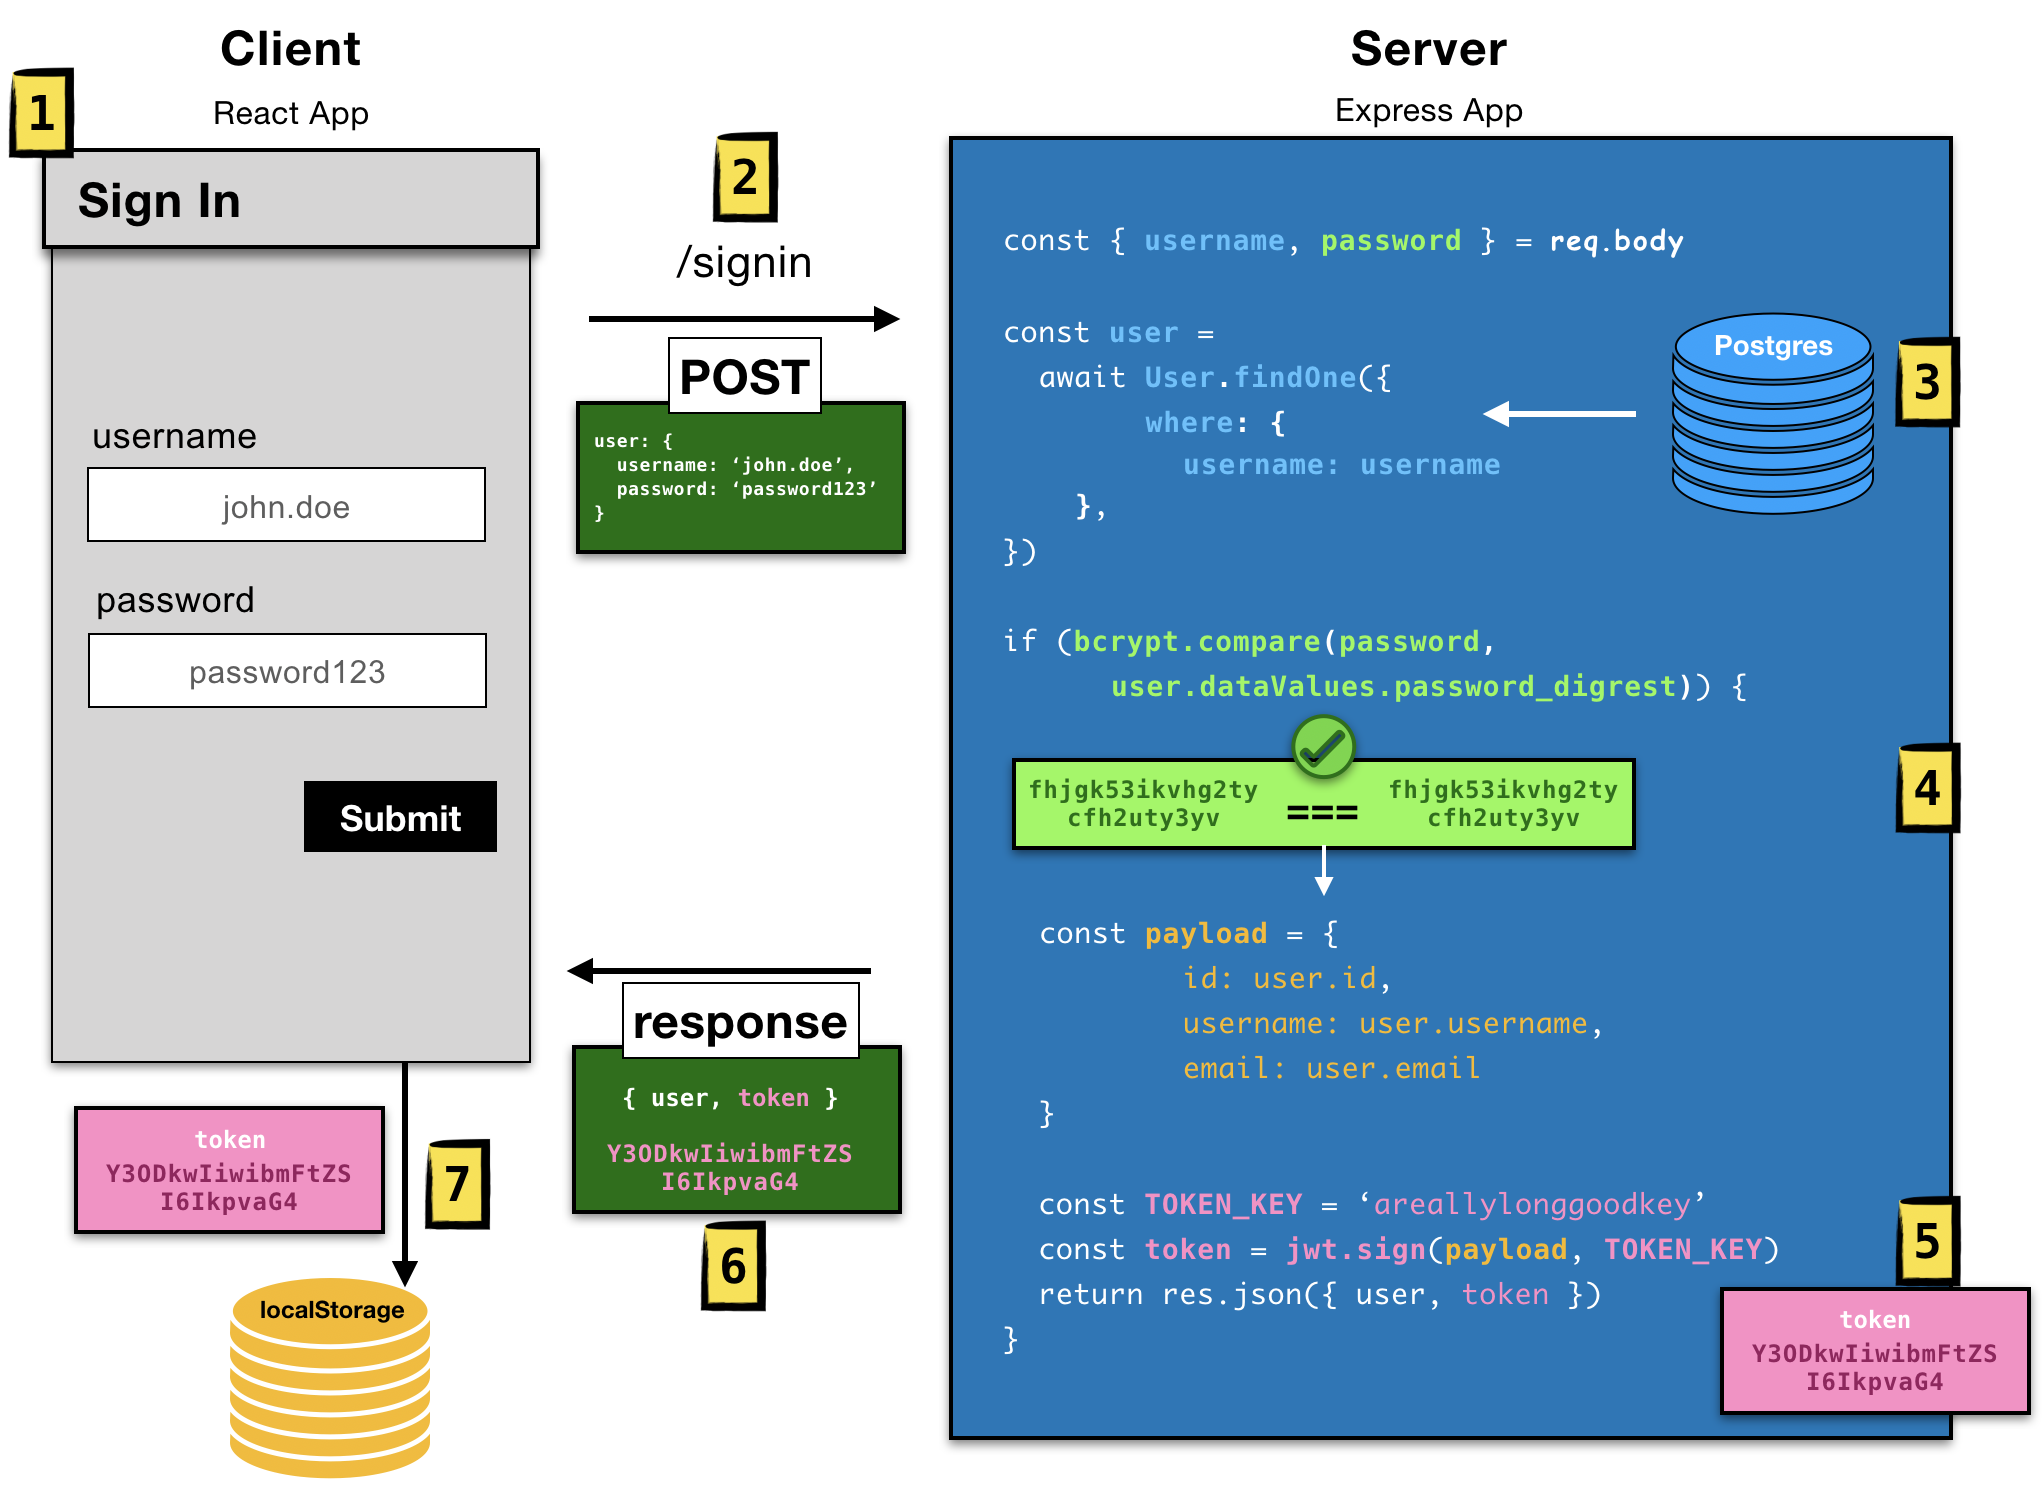 Client
React App
1
Sign In
username
john.doe
password
password123
Submit
2
/signin
POST
user: {
username: ‘john.doe’,
password: ‘password123’
}
Server
Express App
const { username, password } = req.body
const user =
await User.findOne({
where: {
username: username
},
})
Postgres
3
if (bcrypt.compare(password,
user.dataValues.password_digest)) {
fhjgk53ikvhg2ty
cfh2uty3yv
===
fhjgk53ikvhg2ty
cfh2uty3yv
4
const payload = {
id: user.id,
username: user.username,
email: user.email
}
const TOKEN_KEY = ‘areallylonggoodkey’
const token = jwt.sign(payload, TOKEN_KEY)
return res.json({ user, token })
}
5
token
Y3ODkwIiwibmFtZS
I6IkpvaG4
response
{ user, token }
Y3ODkwIiwibmFtZS
I6IkpvaG4
6
token
Y3ODkwIiwibmFtZS
I6IkpvaG4
7
localStorage